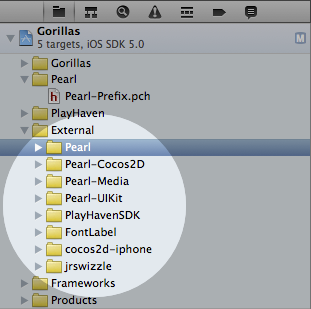 Gorillas
5 targets, iOS SDK 5.0
M
Gorillas
Pearl
h Pearl-Prefix.pch
PlayHaven
External
Pearl
Pearl-Cocos2D
Pearl-Media
Pearl-UIKit
PlayHavenSDK
FontLabel
cocos2d-iphone
jrswizzle
Frameworks
Products